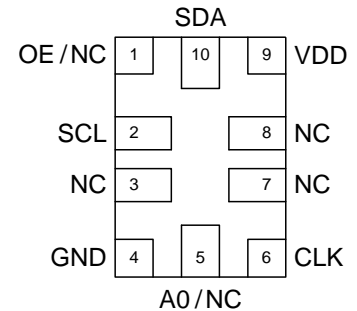 SDA
OE/NC 1 10 9 VDD
SCL 2 8 NC
NC 3 7 NC
GND 4 5 6 CLK
A0/NC